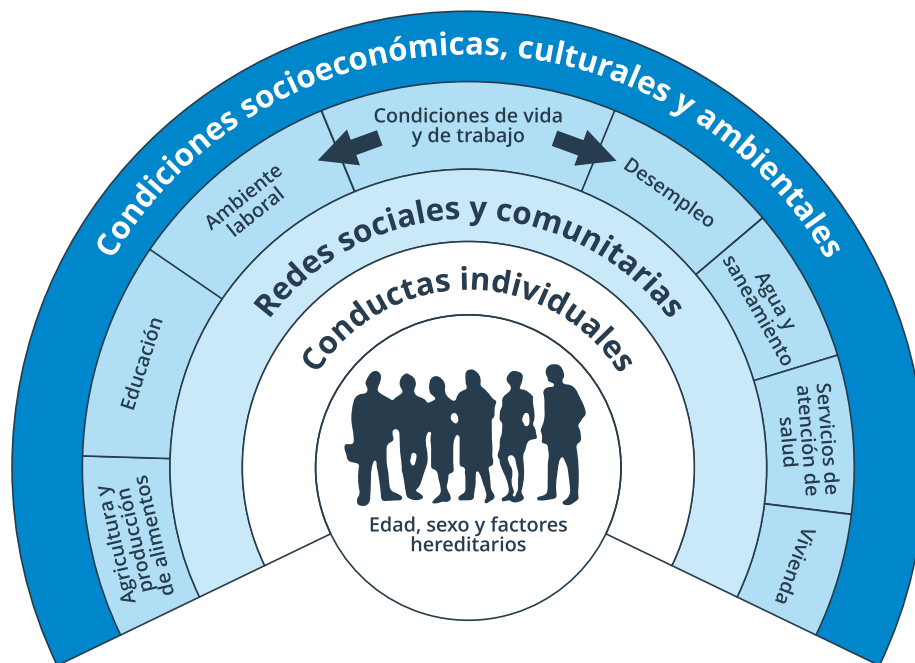 Condiciones socioeconómicas, culturales y ambientales
Condiciones de vida
y de trabajo
Agricultura y
producción
de alimentos
Educación
Ambiente
laboral
Desempleo
Agua y
saneamiento
Servicios de
atención de
salud
Vivienda
Redes sociales y comunitarias
Conductas individuales
Edad, sexo y factores
hereditarios